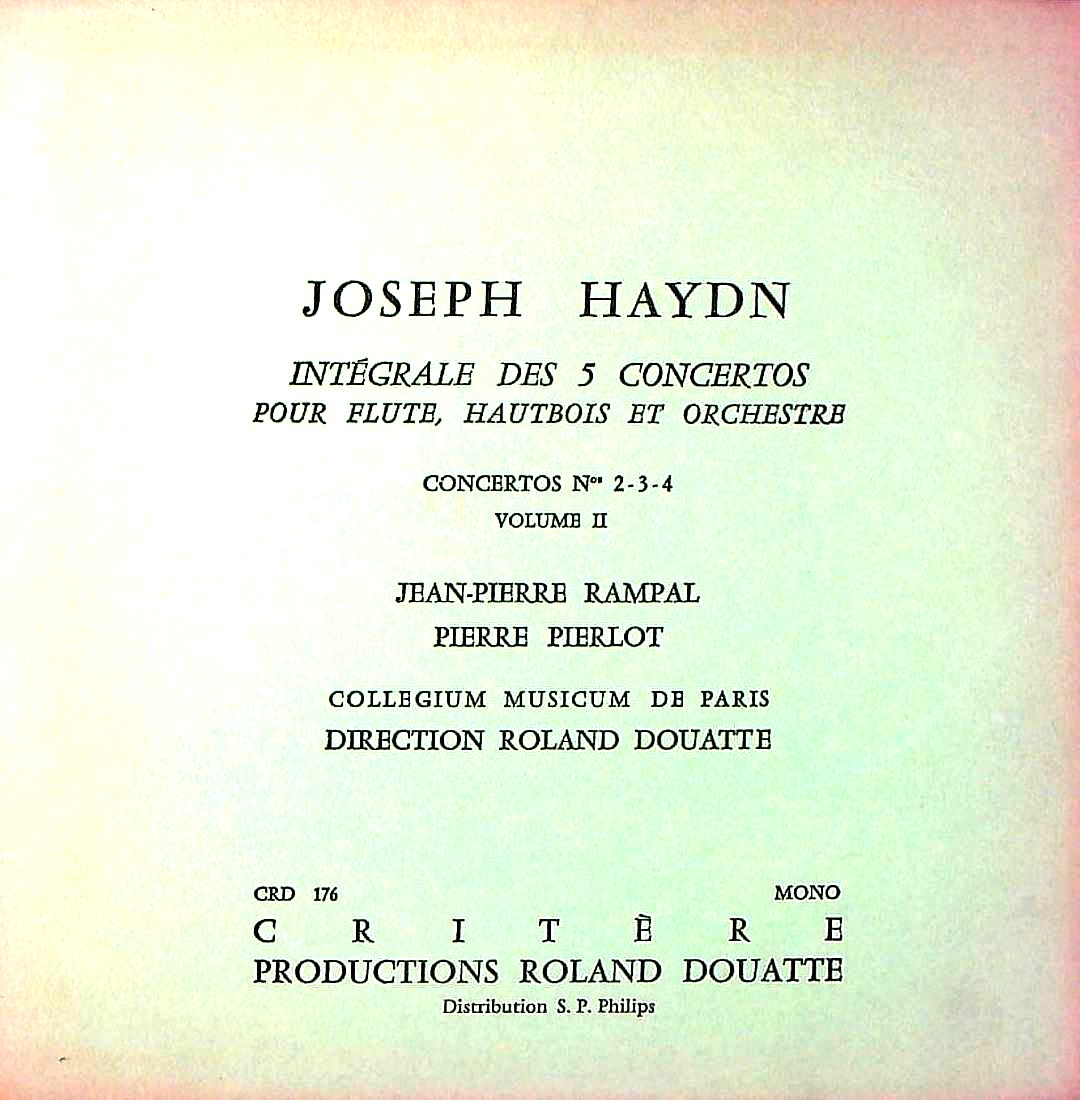 JOSEPH HAYDN
INTÉGRALE DES 5 CONCERTOS
POUR FLUTE, HAUTBOIS ET ORCHESTRE
CONCERTOS Nos 2-3-4
VOLUME II
JEAN-PIERRE RAMPAL
PIERRE PIERLOT
COLLEGIUM MUSICUM DE PARIS
DIRECTION ROLAND DOUATTE
CRD 176 MONO
CRITÈRE
PRODUCTIONS ROLAND DOUATTE
Distribution S. P. Philips